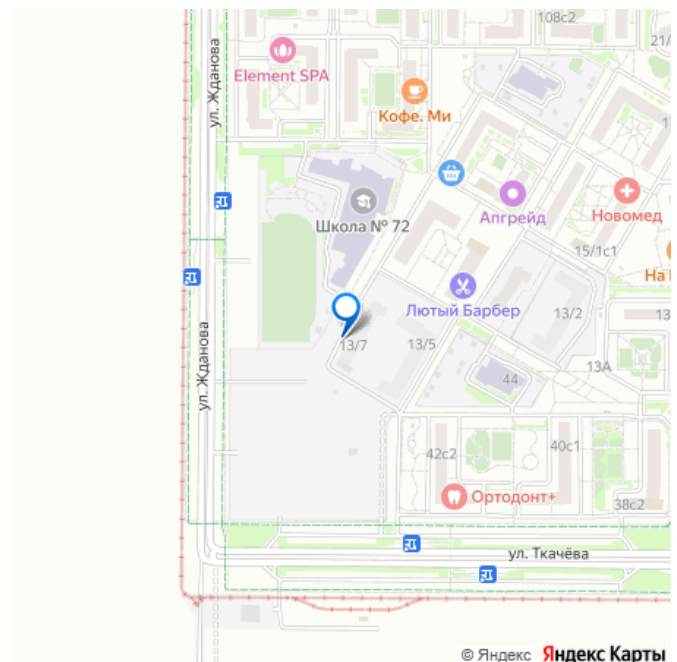 108с2
21/
ул. Жданова
Element SPA
Кофе. Ми
Школа № 72
Апгрейд
Новомед
15/1с1
На
Лютый Барбер
13/2
13
ул. Жданова
13/7
13/5
13А
44
42с2
40с1
Ортодонт+
38с2
ул. Ткачёва
© Яндекс Яндекс Карты